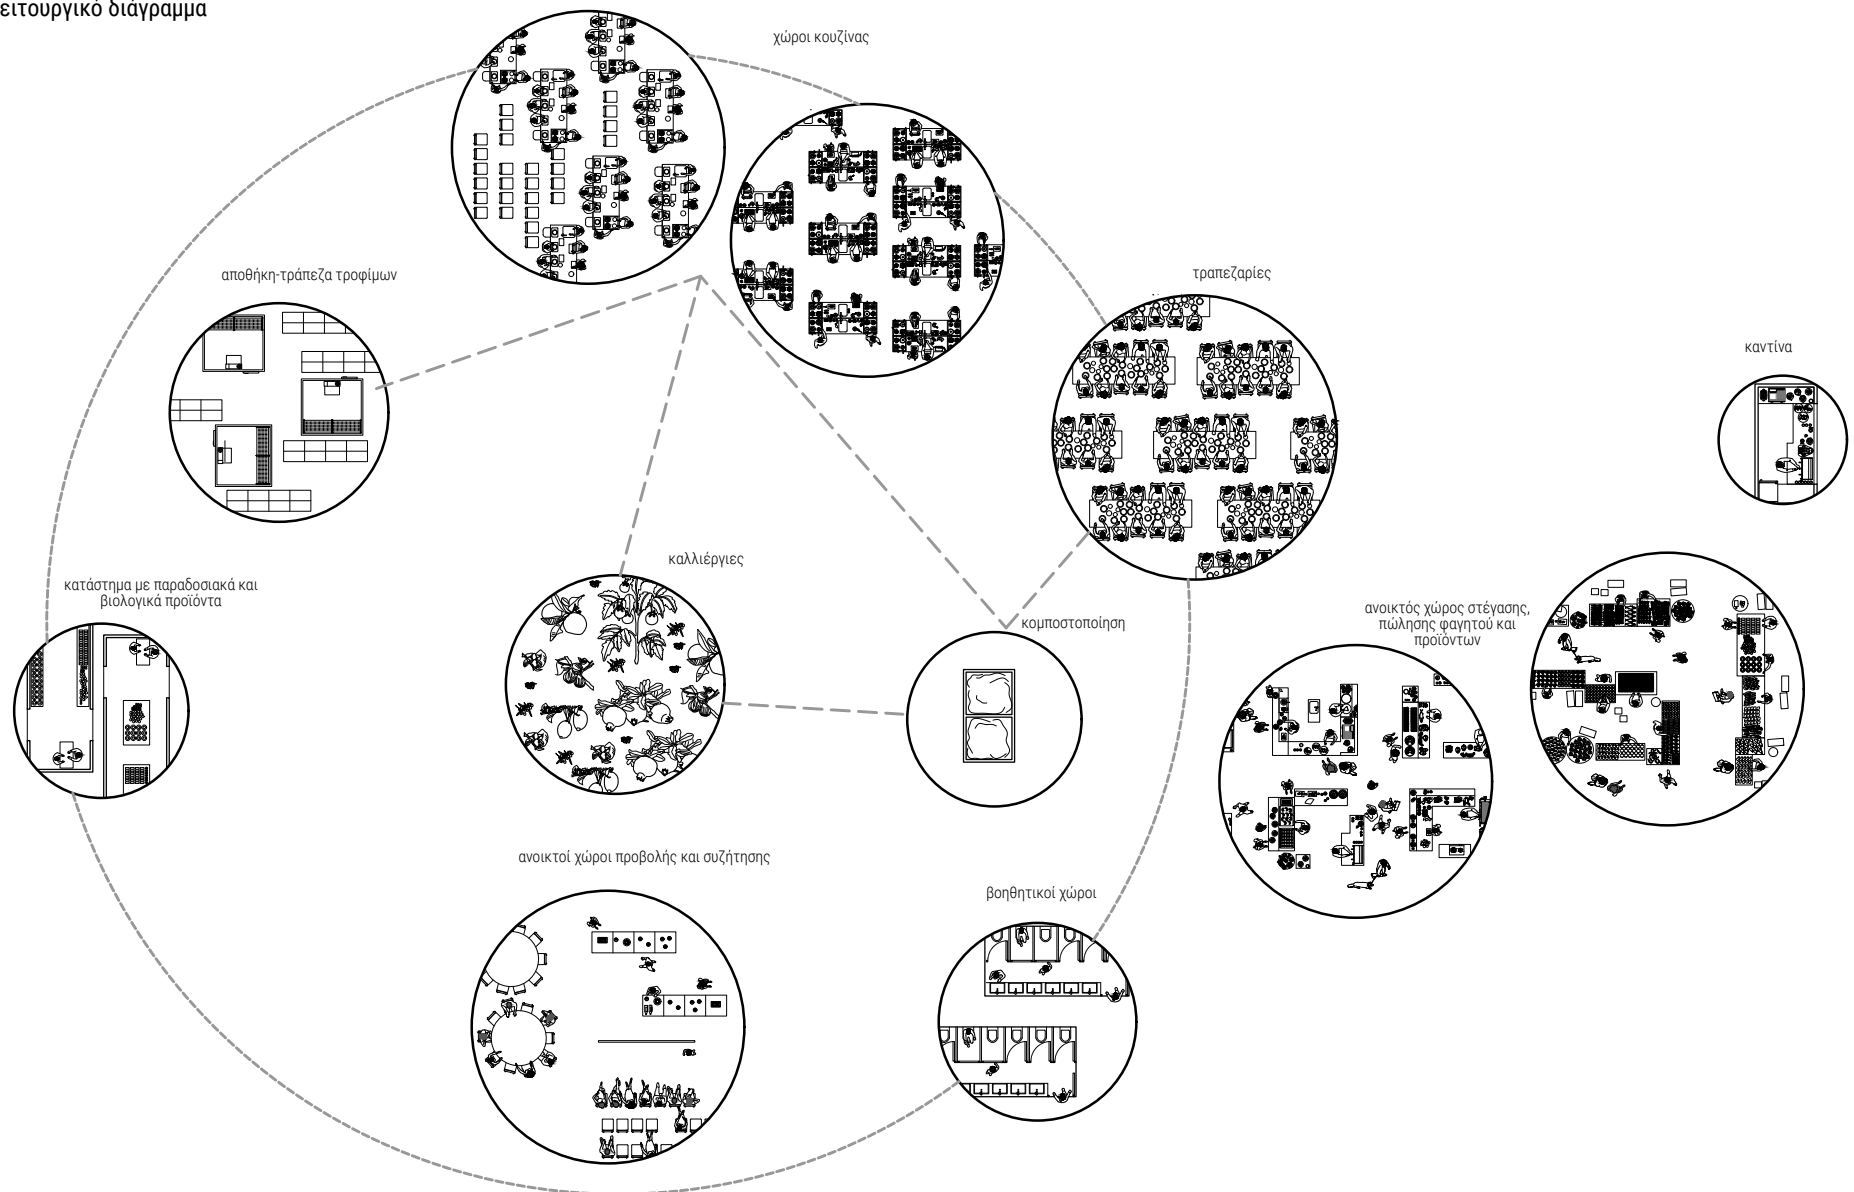 ειτουργικό διάγραμμα
χώροι κουζίνας
αποθήκη-τράπεζα τροφίμων
τραπεζαρίες
καντίνα
καλλιέργιες
κατάστημα με παραδοσιακά και
βιολογικά προϊόντα
ανοικτός χώρος στέγασης,
πώλησης φαγητού και
προϊόντων
κομποστοποίηση
ανοικτοί χώροι προβολής και συζήτησης
βοηθητικοί χώροι